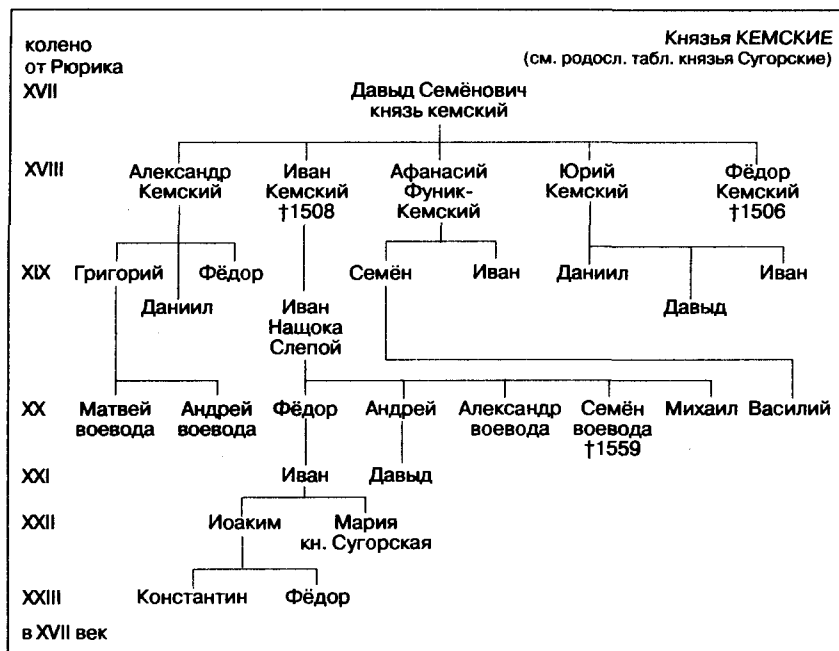 колено
от Рюрика
Князья КЕМСКИЕ
(см. родосл. табл. князья Сугорские)
XVII
Давыд Семёнович
князь кемский
XVIII
Александр
Кемский
Иван
Кемский
†1508
Афанасий
Фуник-
Кемский
Юрий
Кемский
Фёдор
Кемский
†1506
XIX
Григорий
Даниил
Фёдор
Иван
Нащока
Слепой
Семён
Иван
Даниил
Давыд
Иван
XX
Матвей
воевода
Андрей
воевода
Фёдор
Андрей
Александр
воевода
Семён
воевода
†1559
Михаил
Василий
XXI
Иван
Давыд
XXII
Иоаким
Мария
кн. Сугорская
XXIII
Константин
Фёдор
в XVII век